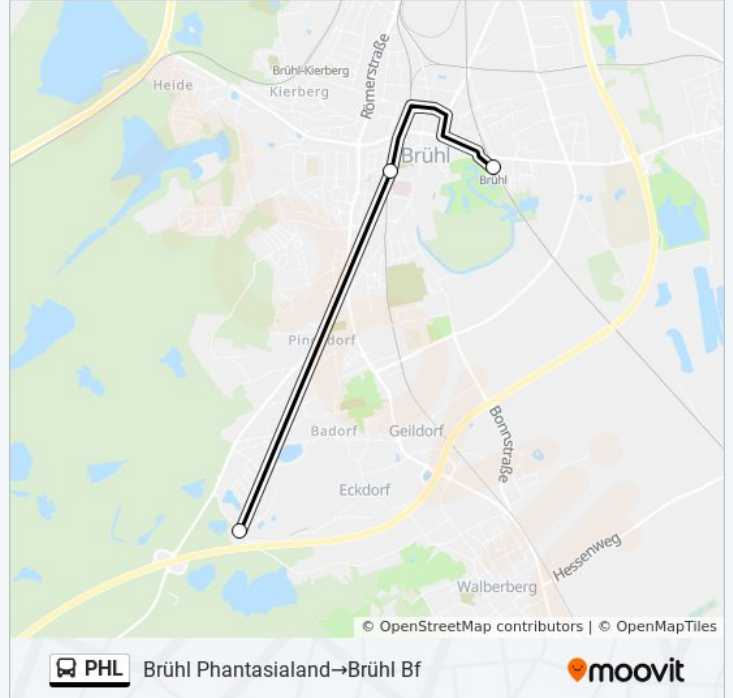 Römerstraße
Brühl-Kierberg
Heide
Kierberg
Brühl
Brühl
Pingsdorf
Badorf
Geildorf
Bonnstraße
Eckdorf
Hessenweg
Walberberg
© OpenStreetMap contributors | © OpenMapTiles
PHL Brühl Phantasialand→Brühl Bf moovit